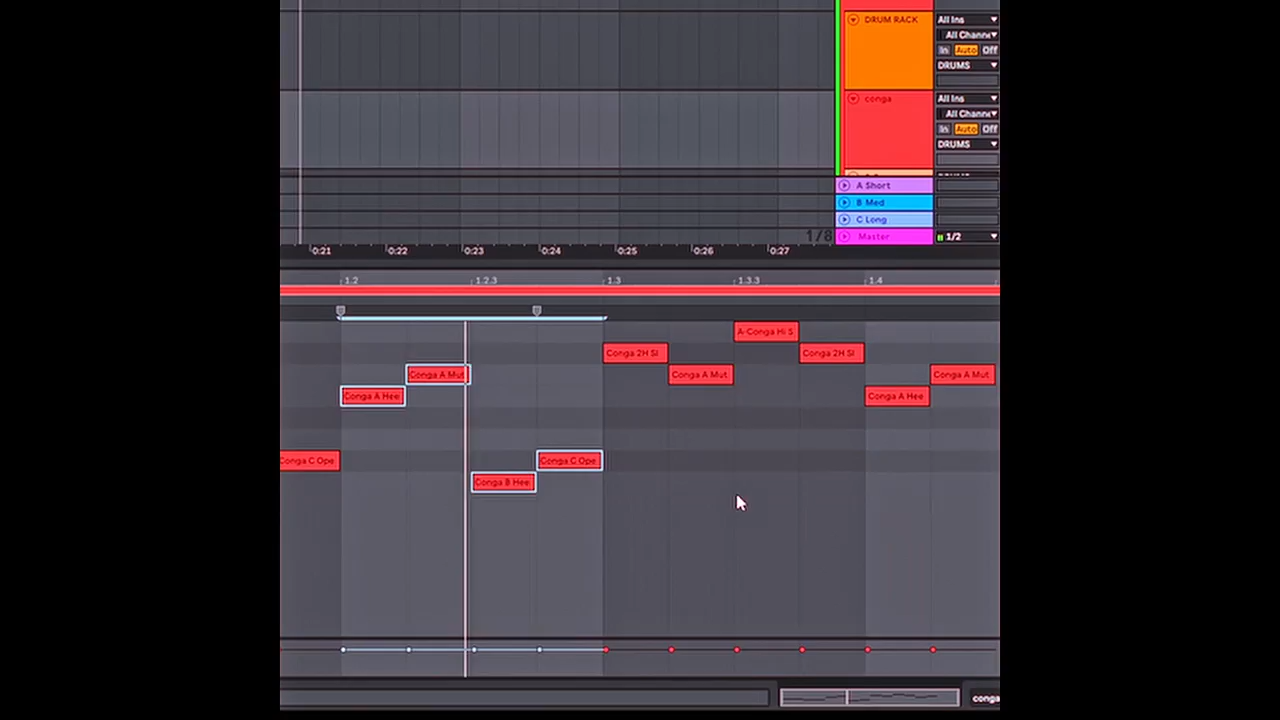 DRUM RACK
All Ins
All Channe
In Auto Off
DRUMS
conga
All Ins
All Channe
In Auto Off
DRUMS
A Short
B Med
C Long
1/8
Master
1/2
0:21 0:22 0:23 0:24 0:25 0:26 0:27
1.2 1.2.3 1.3 1.3.3 1.4
A-Conga Hi S
Conga 2H Sl Conga 2H Sl
Conga A Mut Conga A Mut Conga A Mut
Conga A Hee Conga A Hee
Conga C Ope Conga C Ope
Conga B Hee
conga